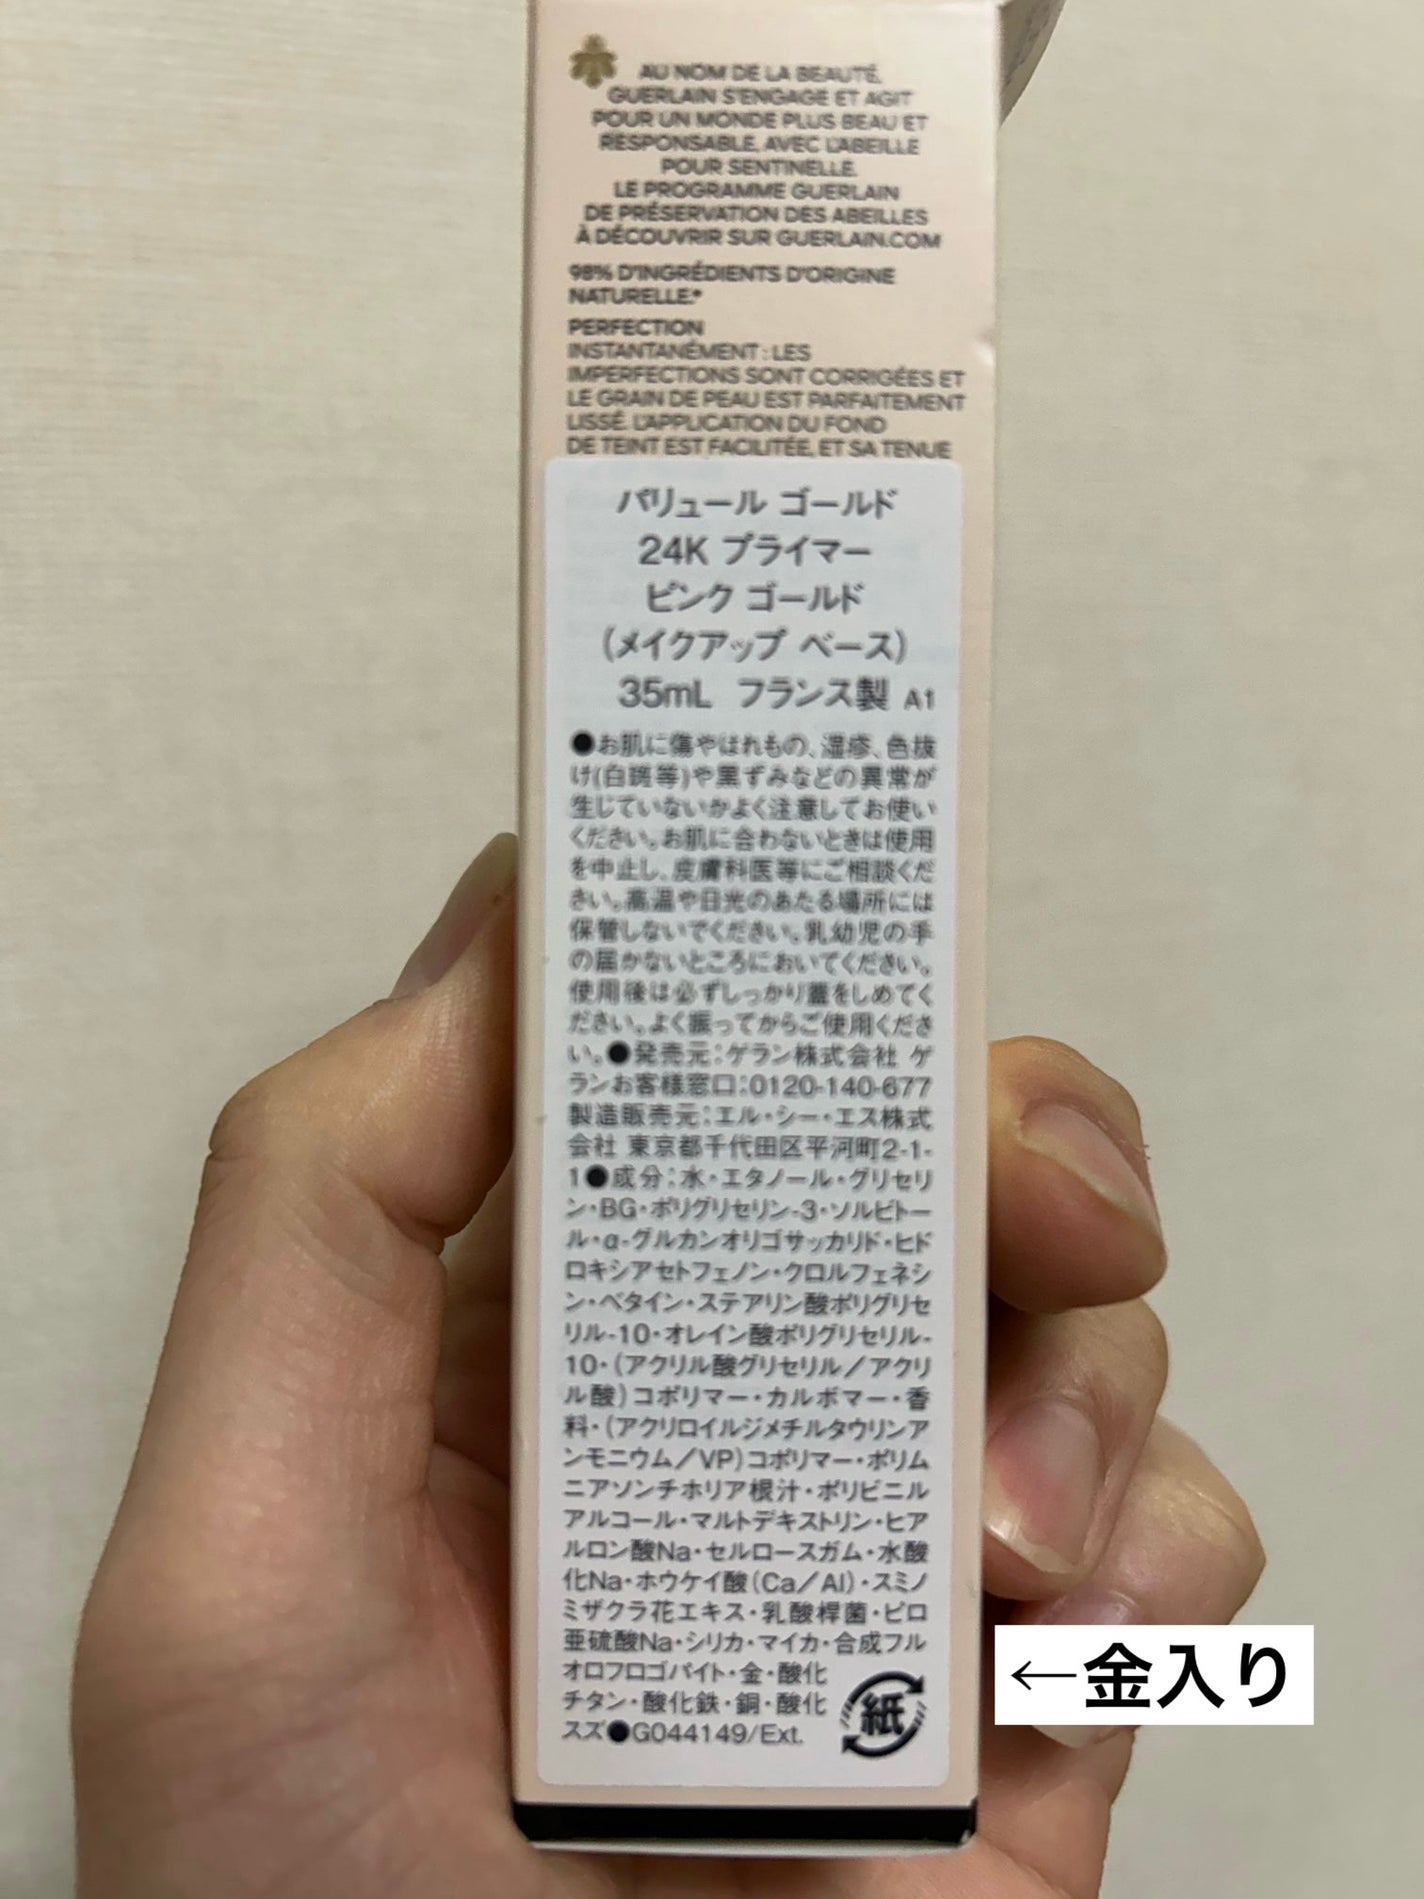 AU NOM DE LA BEAUTÉ,
GUERLAIN S'ENGAGE ET AGIT
POUR UN MONDE PLUS BEAU ET
RESPONSABLE, AVEC L'ABEILLE
POUR SENTINELLE.
LE PROGRAMME GUERLAIN
DE PRÉSERVATION DES ABEILLES
À DÉCOUVRIR SUR GUERLAIN.COM
98% D'INGRÉDIENTS D'ORIGINE
NATURELLE*
PERFECTION
INSTANTANÉMENT : LES
IMPERFECTIONS SONT CORRIGÉES ET
LE GRAIN DE PEAU EST PARFAITEMENT
LISSÉ. L'APPLICATION DU FOND
DE TEINT EST FACILITÉE, ET SA TENUE
パリュール ゴールド
24K プライマー
ピンク ゴールド
(メイクアップ ベース)
35mL フランス製 A1
●お肌に傷やはれもの、湿疹、色抜
け(白斑等)や黒ずみなどの異常が
生じていないかよく注意してお使い
ください。お肌に合わないときは使用
を中止し、皮膚科医等にご相談くだ
さい。高温や日光のあたる場所には
保管しないでください。乳幼児の手
の届かないところにおいてください。
使用後は必ずしっかり蓋をしめてく
ださい。よく振ってからご使用くださ
い。●発売元:ゲラン株式会社 ゲ
ランお客様窓口:0120-140-677
製造販売元:エル・シー・エス株式
会社 東京都千代田区平河町2-1-
1●成分:水・エタノール・グリセリ
ン・BG・ポリグリセリン-3・ソルビトー
ル・α-グルカンオリゴサッカリド・ヒド
ロキシアセトフェノン・クロルフェネシ
ン・ベタイン・ステアリン酸ポリグリセ
リル-10・オレイン酸ポリグリセリル-
10・(アクリル酸グリセリル/アクリ
ル酸)コポリマー・カルボマー・香
料・(アクリロイルジメチルタウリンア
ンモニウム/VP)コポリマー・ポリム
ニアソンチホリア根汁・ポリビニル
アルコール・マルトデキストリン・ヒア
ルロン酸Na・セルロースガム・水酸
化Na・ホウケイ酸(Ca/Al)・スミノ
ミザクラ花エキス・乳酸桿菌・ピロ
亜硫酸Na・シリカ・マイカ・合成フル
オロフロゴパイト・金・酸化
チタン・酸化鉄・銅・酸化
スズ●G044149/Ext.
紙
←金入り